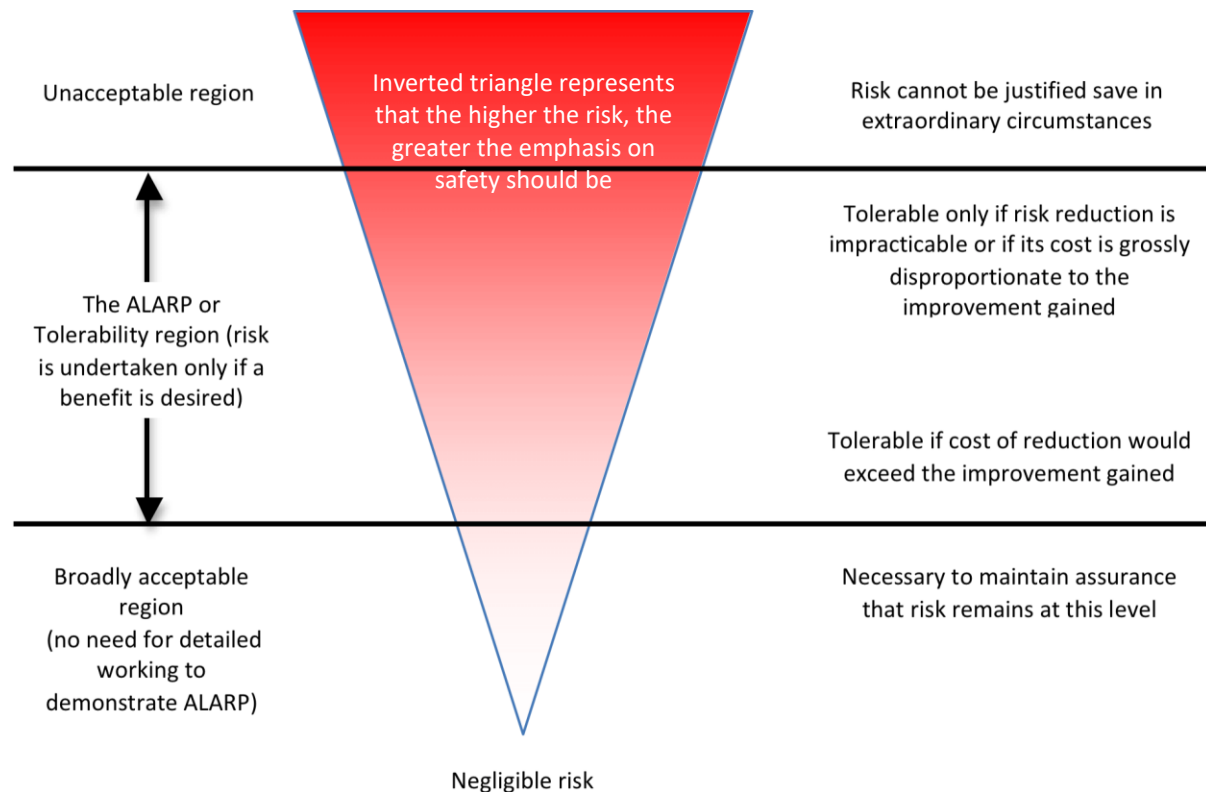 Unacceptable region
Inverted triangle represents
that the higher the risk, the
greater the emphasis on
safety should be
Risk cannot be justified save in
extraordinary circumstances
The ALARP or
Tolerability region (risk
is undertaken only if a
benefit is desired)
Tolerable only if risk reduction is
impracticable or if its cost is grossly
disproportionate to the
improvement gained
Tolerable if cost of reduction would
exceed the improvement gained
Broadly acceptable
region
(no need for detailed
working to
demonstrate ALARP)
Necessary to maintain assurance
that risk remains at this level
Negligible risk